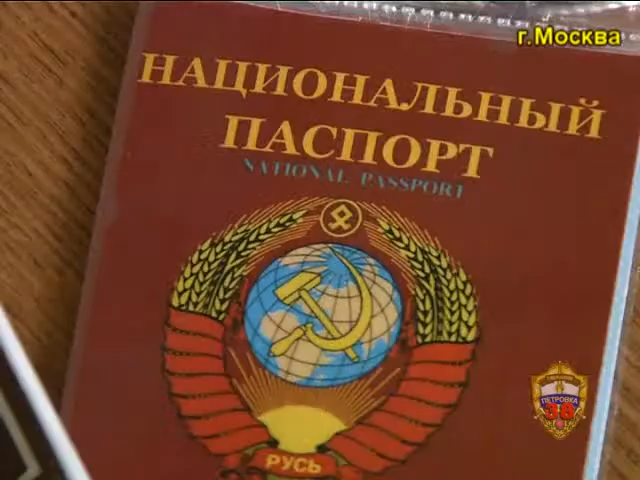 г.Москва
НАЦИОНАЛЬНЫЙ
ПАСПОРТ
NATIONAL PASSPORT
РУСЬ
ПЕТРОВКА
38